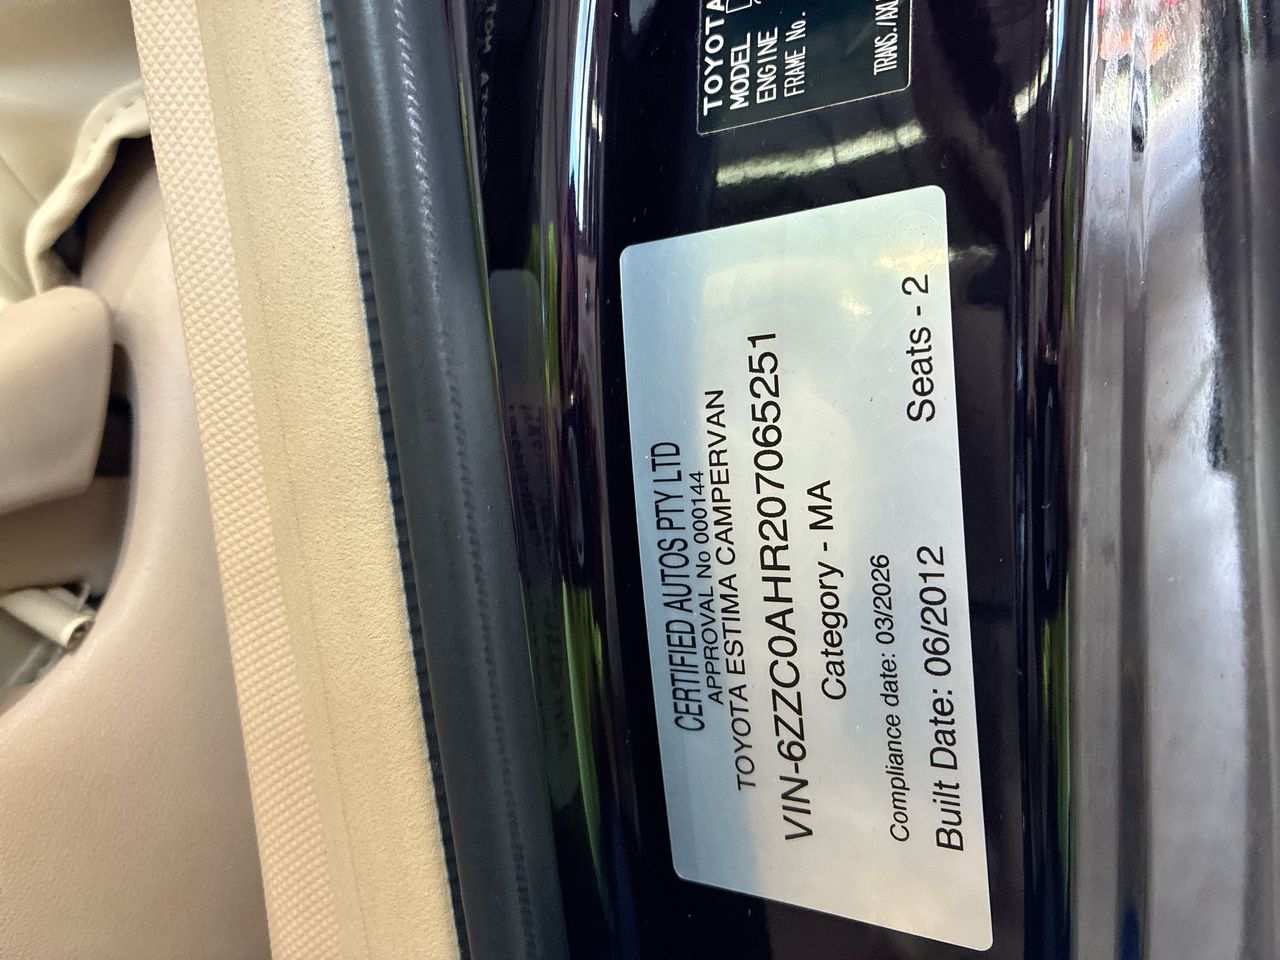 CERTIFIED AUTOS PTY LTD
APPROVAL No 000144
TOYOTA ESTIMA CAMPERVAN
VIN-6ZZC0AHR207065251
Category - MA
Compliance date: 03/2026
Built Date: 06/2012 Seats - 2
TOYOTA
MODEL
ENGINE
FRAME No.